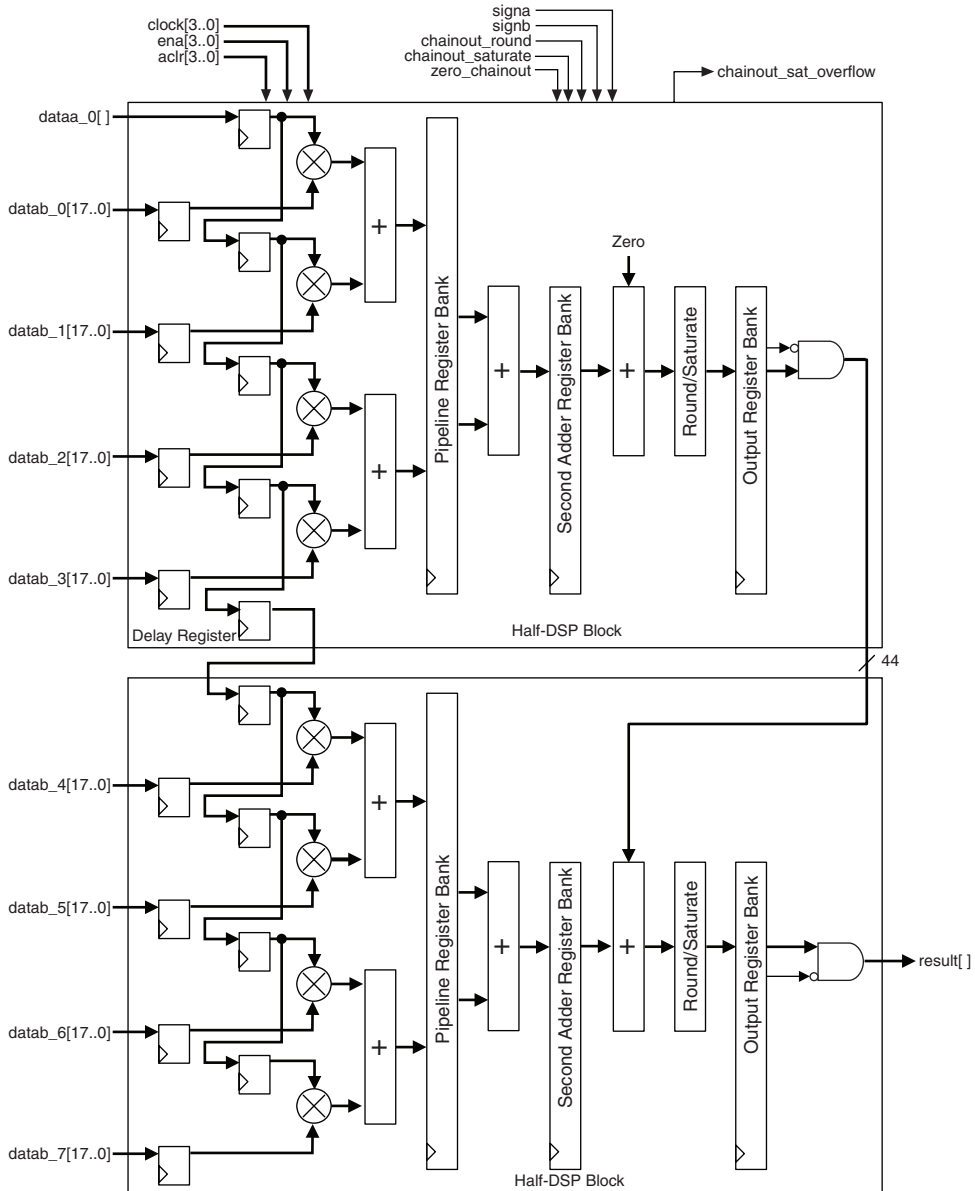 clock[3..0]
ena[3..0]
aclr[3..0]
signa
signb
chainout_round
chainout_saturate
zero_chainout
chainout_sat_overflow
dataa_0[ ]
datab_0[17..0]
datab_1[17..0]
datab_2[17..0]
datab_3[17..0]
+
+
Pipeline Register Bank
+
Second Adder Register Bank
Zero
+
Round/Saturate
Output Register Bank
Delay Register
Half-DSP Block
44
datab_4[17..0]
datab_5[17..0]
datab_6[17..0]
datab_7[17..0]
+
+
Pipeline Register Bank
+
Second Adder Register Bank
+
Round/Saturate
Output Register Bank
result[ ]
Half-DSP Block